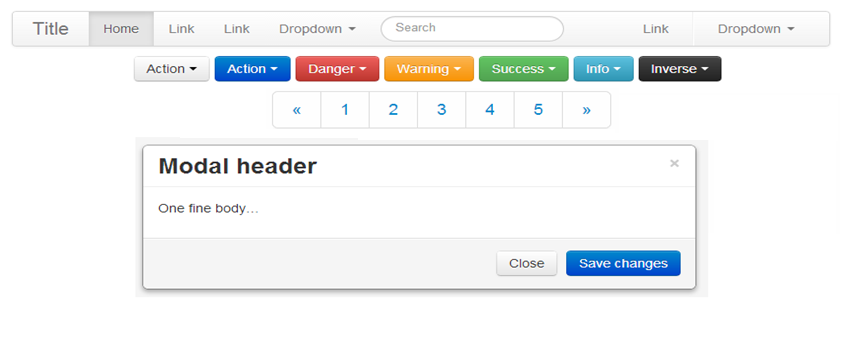 Title Home Link Link Dropdown Search Link Dropdown
Action Action Danger Warning Success Info Inverse
« 1 2 3 4 5 »
Modal header ×
One fine body...
Close Save changes